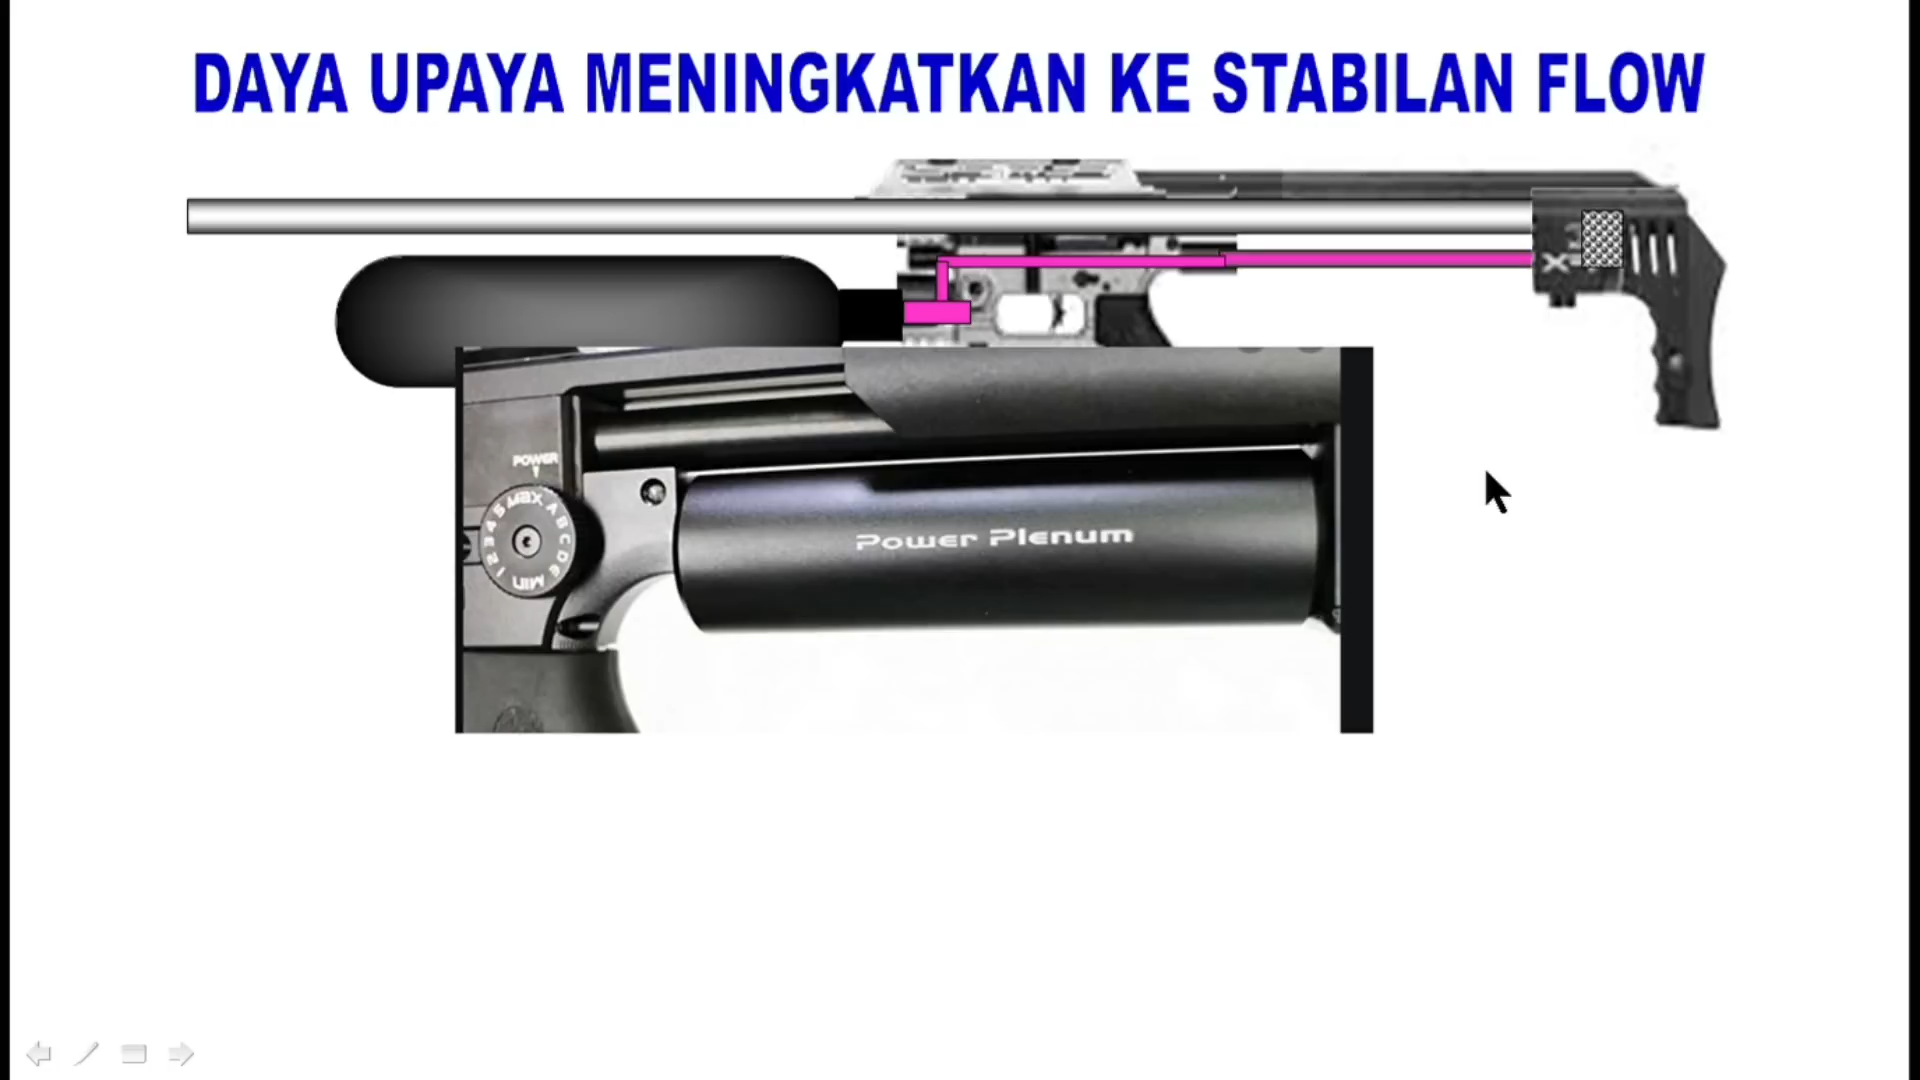 DAYA UPAYA MENINGKATKAN KE STABILAN FLOW
X
POWER
Max A B C D E Min 1 2 3 4 5
Power Plenum